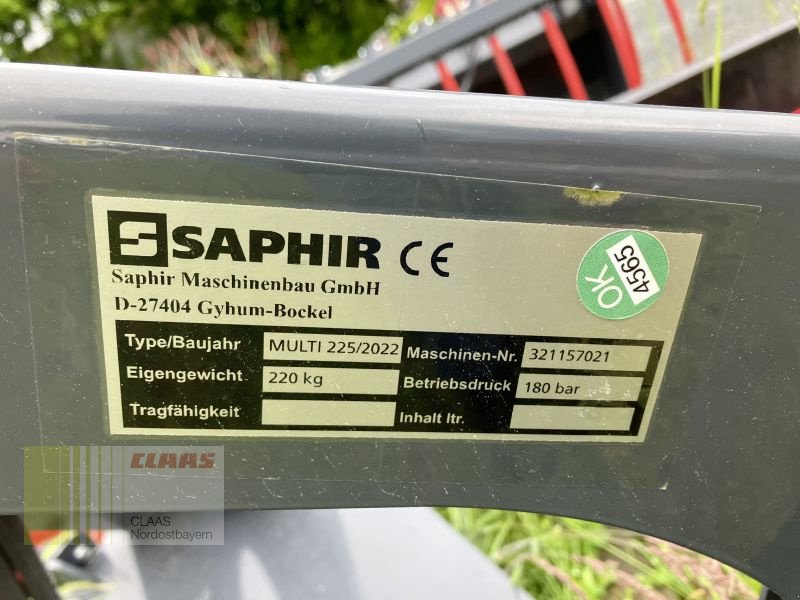 SAPHIR CE
Saphir Maschinenbau GmbH
D-27404 Gyhum-Bockel
OK 4565
Type/Baujahr MULTI 225/2022 Maschinen-Nr. 321157021
Eigengewicht 220 kg Betriebsdruck 180 bar
Tragfähigkeit Inhalt ltr.
CLAAS
CLAAS
Nordostbayern